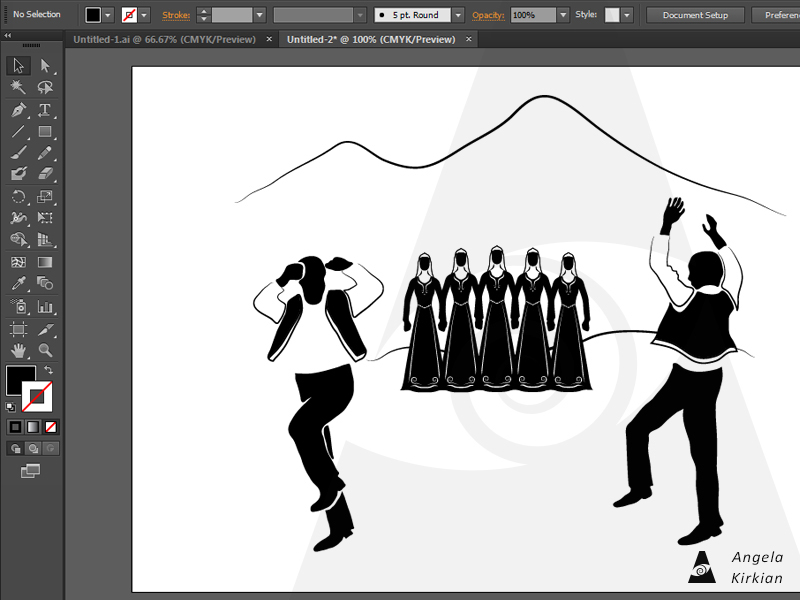 No Selection Stroke: 5 pt. Round Opacity: 100% Style: Document Setup Preferen
Untitled-1.ai @ 66.67% (CMYK/Preview) × Untitled-2* @ 100% (CMYK/Preview) ×
Angela
Kirkian